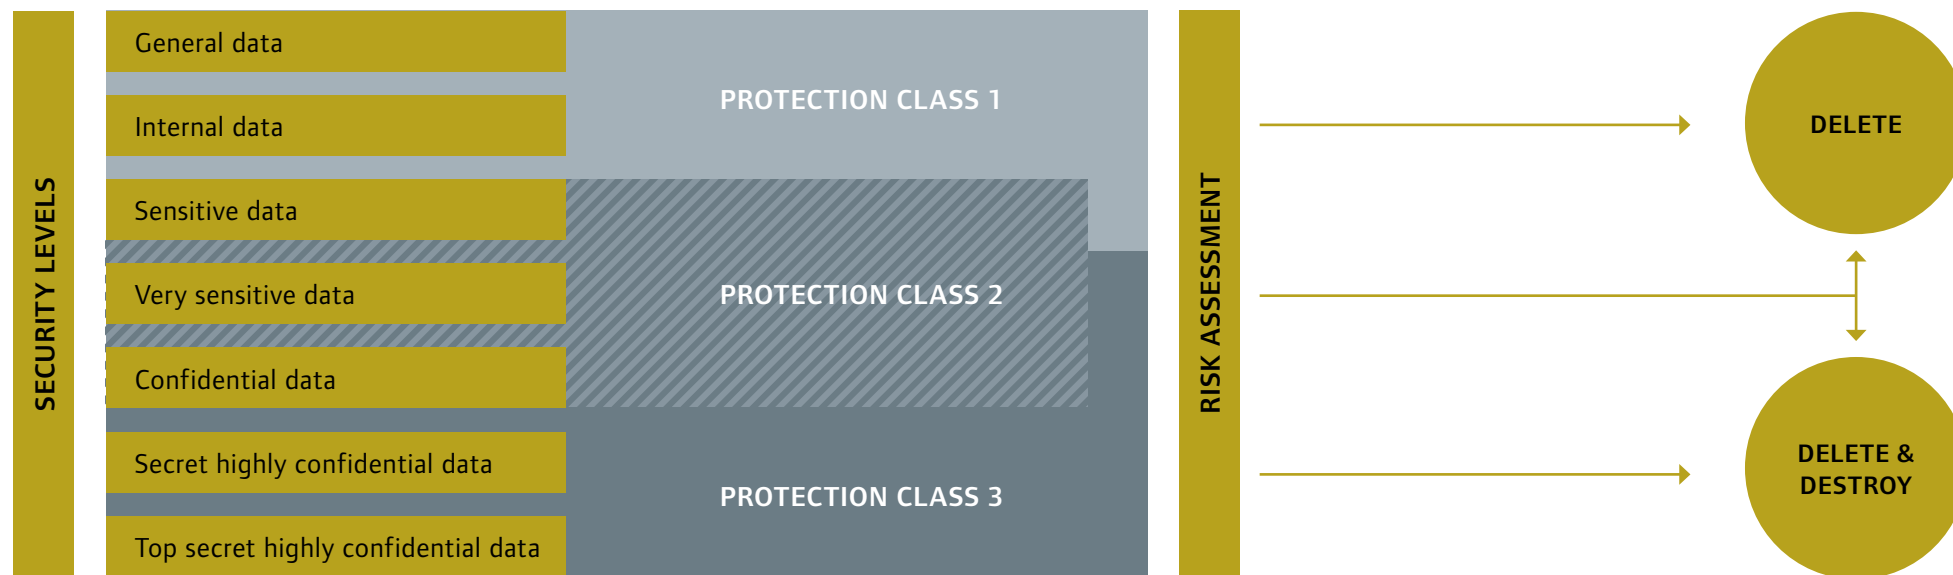 SECURITY LEVELS
General data
Internal data
Sensitive data
Very sensitive data
Confidential data
Secret highly confidential data
Top secret highly confidential data
PROTECTION CLASS 1
PROTECTION CLASS 2
PROTECTION CLASS 3
RISK ASSESSMENT
DELETE
DELETE &
DESTROY